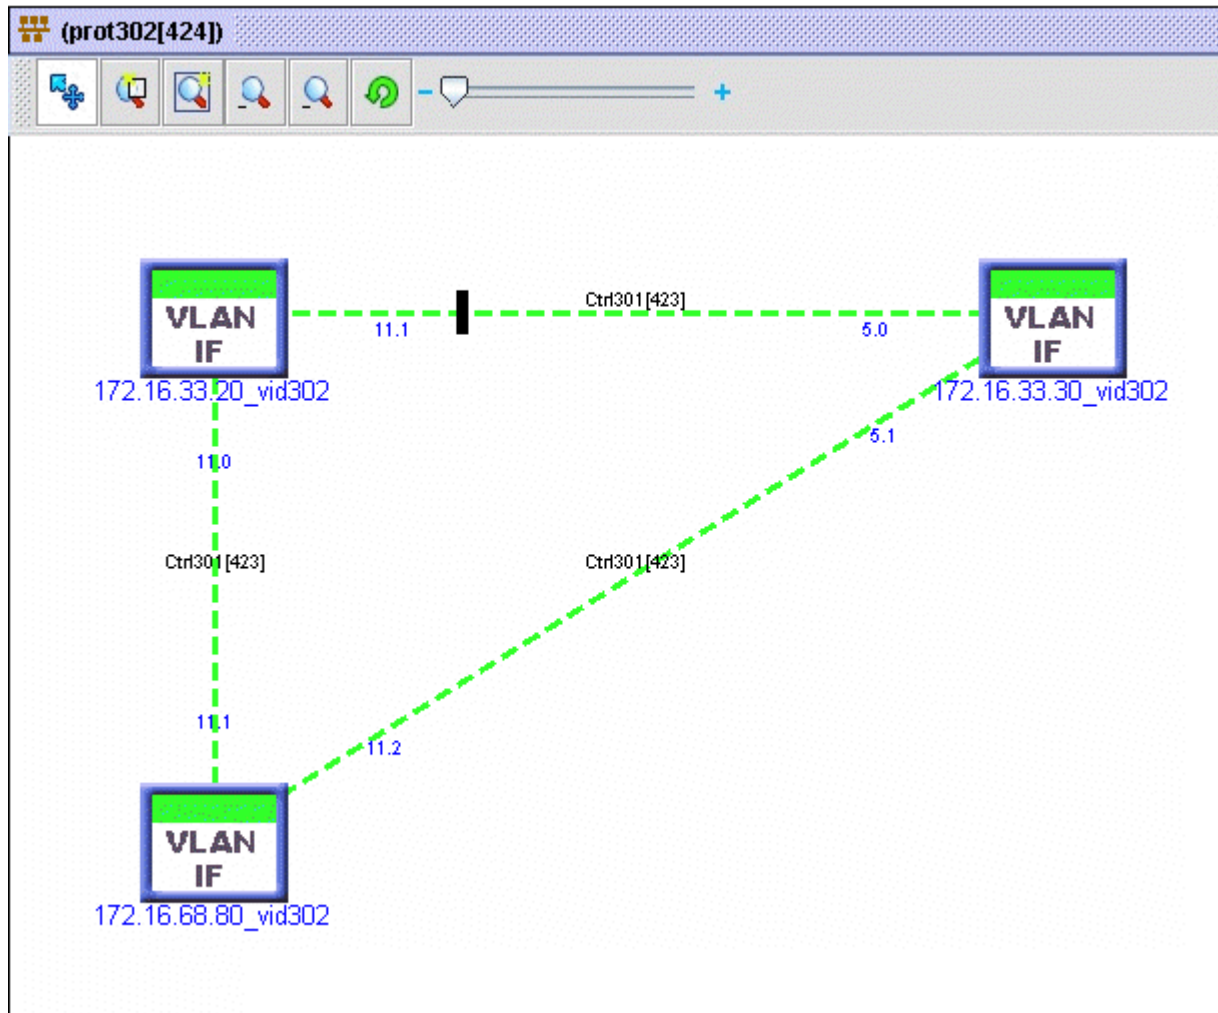 (prot302[424])
- +
VLAN
IF
172.16.33.20_vid302
11.1
Ctrl301[423]
5.0
VLAN
IF
172.16.33.30_vid302
5.1
11.0
Ctrl301[423]
Ctrl301[423]
11.1
11.2
VLAN
IF
172.16.68.80_vid302